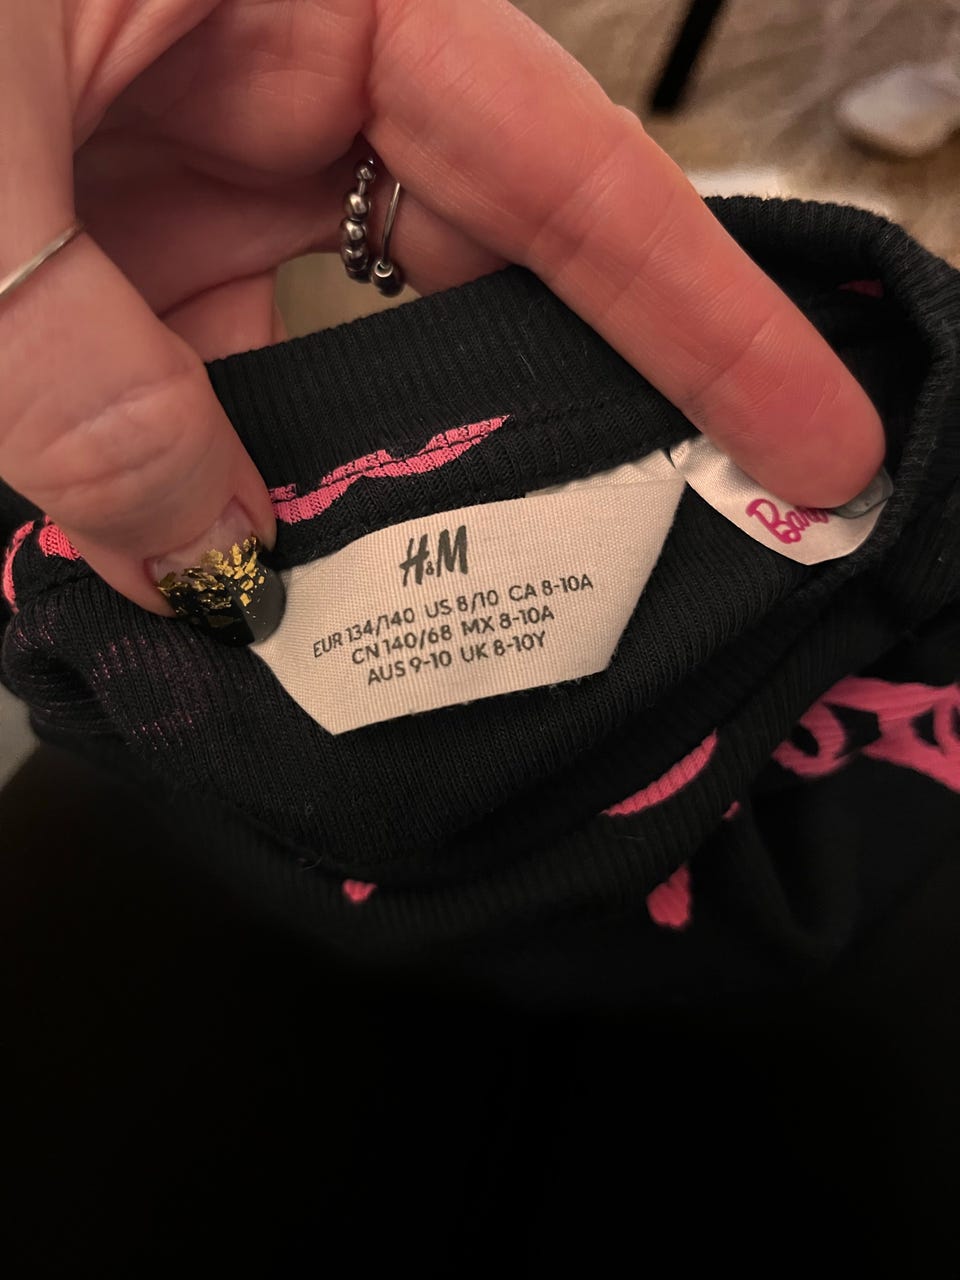 H&M
EUR 134/140 US 8/10 CA 8-10A
CN 140/68 MX 8-10A
AUS 9-10 UK 8-10Y